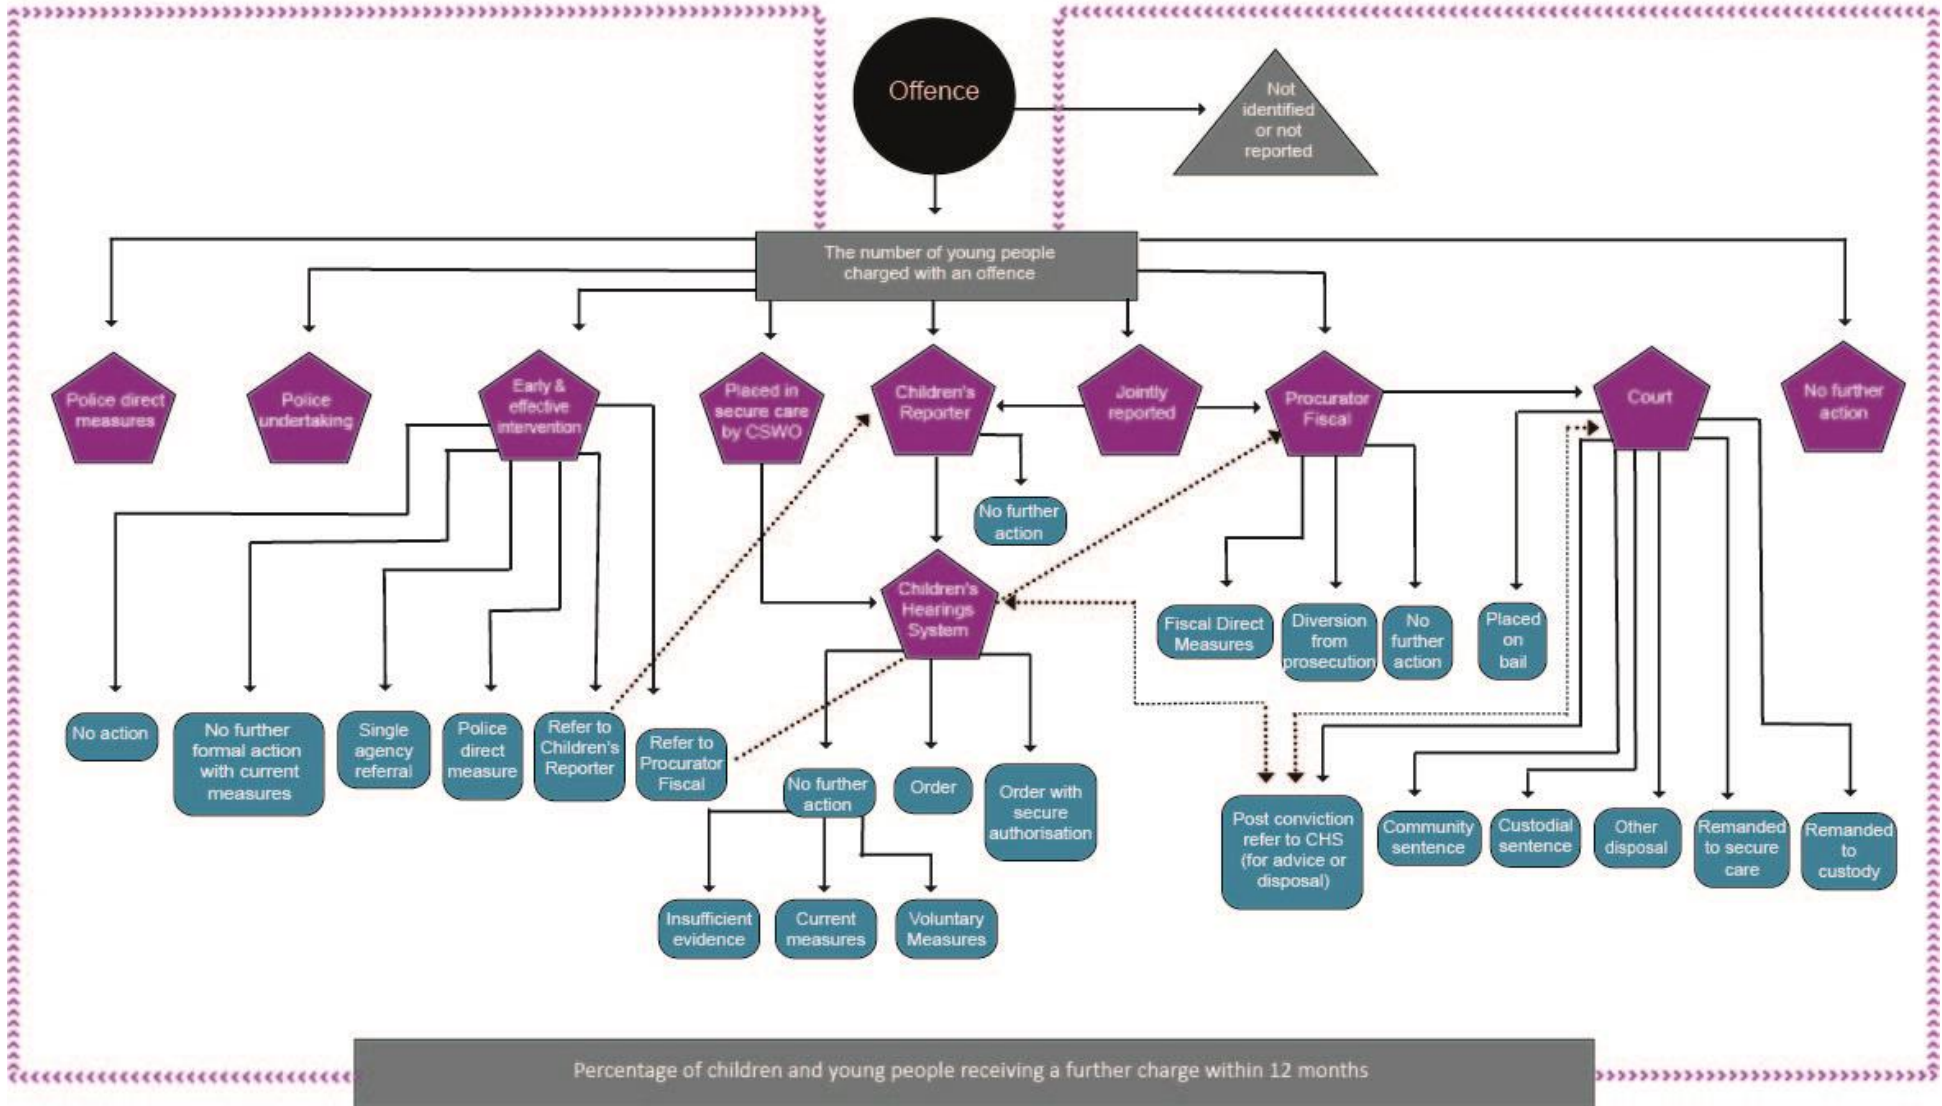 Offence
Not
identified
or not
reported
The number of young people
charged with an offence
Police direct
measures
Police
undertaking
Early &
effective
intervention
Placed in
secure care
by CSWO
Children's
Reporter
Jointly
reported
Procurator
Fiscal
Court
No further
action
No further
action
Children's
Hearings
System
Fiscal Direct
Measures
Diversion
from
prosecution
No
further
action
Placed
on
bail
No action
No further
formal action
with current
measures
Single
agency
referral
Police
direct
measure
Refer to
Children's
Reporter
Refer to
Procurator
Fiscal
No further
action
Order
Order with
secure
authorisation
Post conviction
refer to CHS
(for advice or
disposal)
Community
sentence
Custodial
sentence
Other
disposal
Remanded
to secure
care
Remanded
to
custody
Insufficient
evidence
Current
measures
Voluntary
Measures
Percentage of children and young people receiving a further charge within 12 months